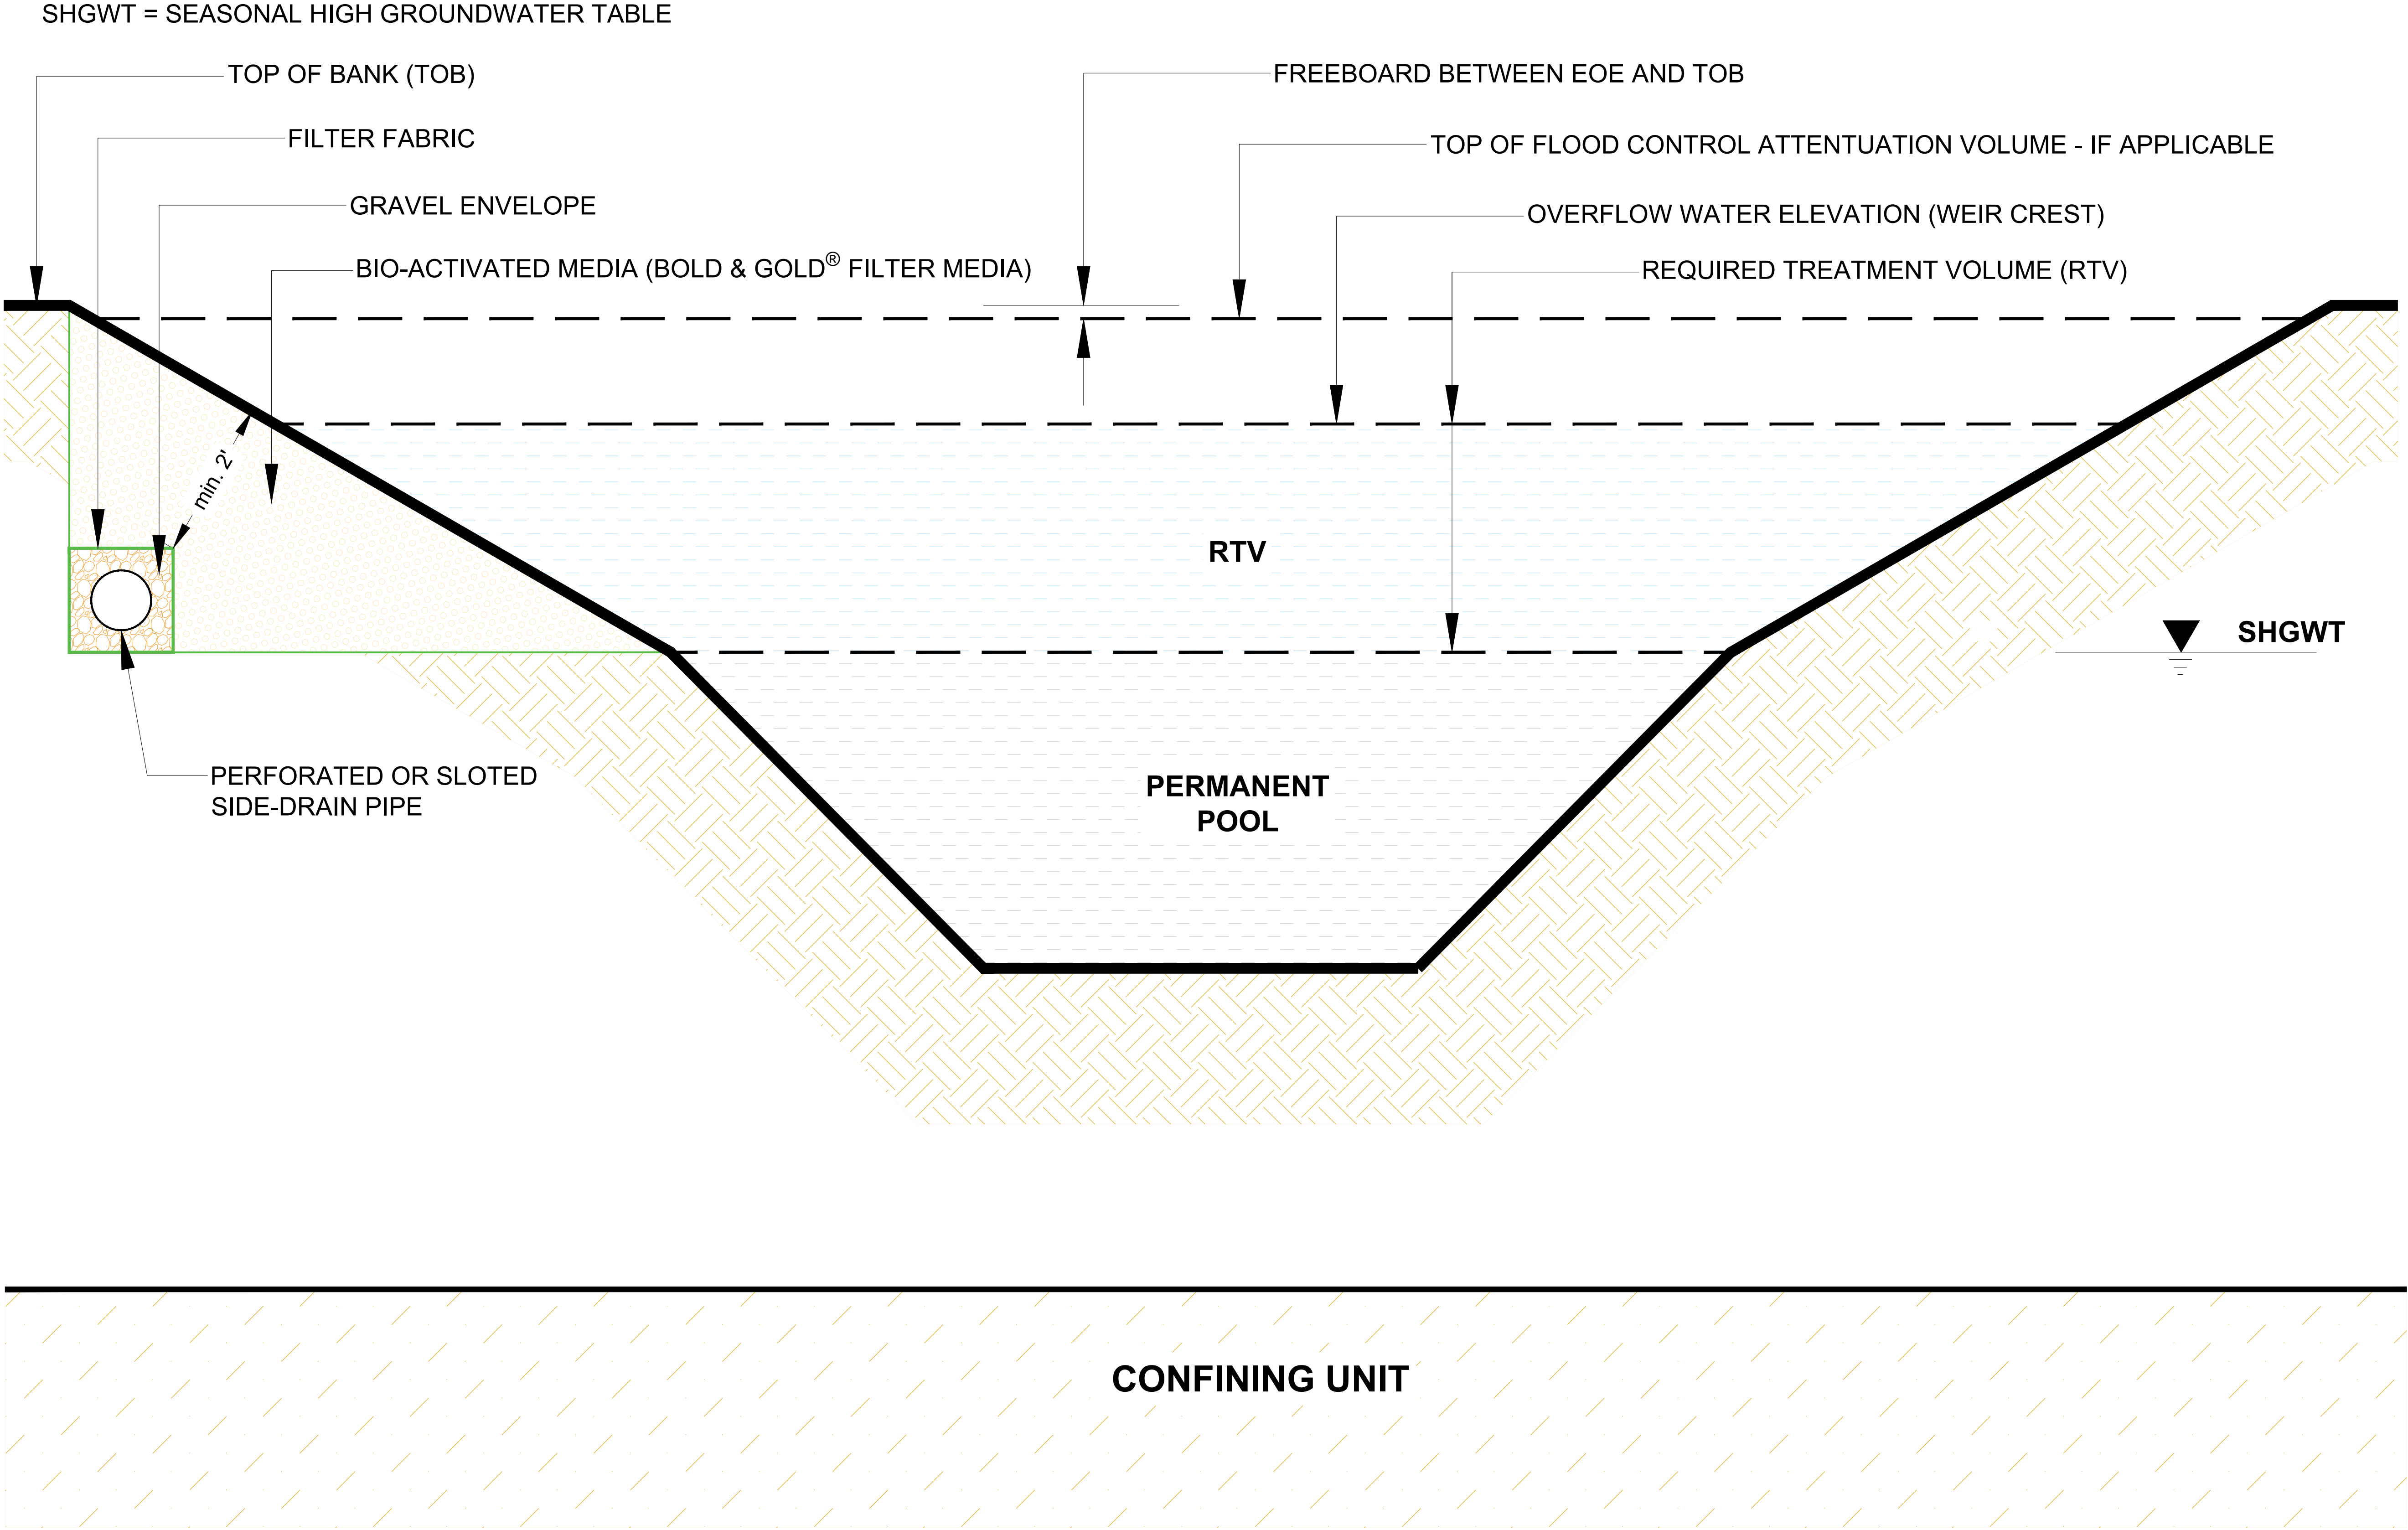 SHGWT = SEASONAL HIGH GROUNDWATER TABLE
TOP OF BANK (TOB)
FREEBOARD BETWEEN EOE AND TOB
FILTER FABRIC
TOP OF FLOOD CONTROL ATTENTUATION VOLUME - IF APPLICABLE
GRAVEL ENVELOPE
OVERFLOW WATER ELEVATION (WEIR CREST)
BIO-ACTIVATED MEDIA (BOLD & GOLD® FILTER MEDIA)
REQUIRED TREATMENT VOLUME (RTV)
min. 2'
RTV
SHGWT
PERFORATED OR SLOTED
SIDE-DRAIN PIPE
PERMANENT
POOL
CONFINING UNIT